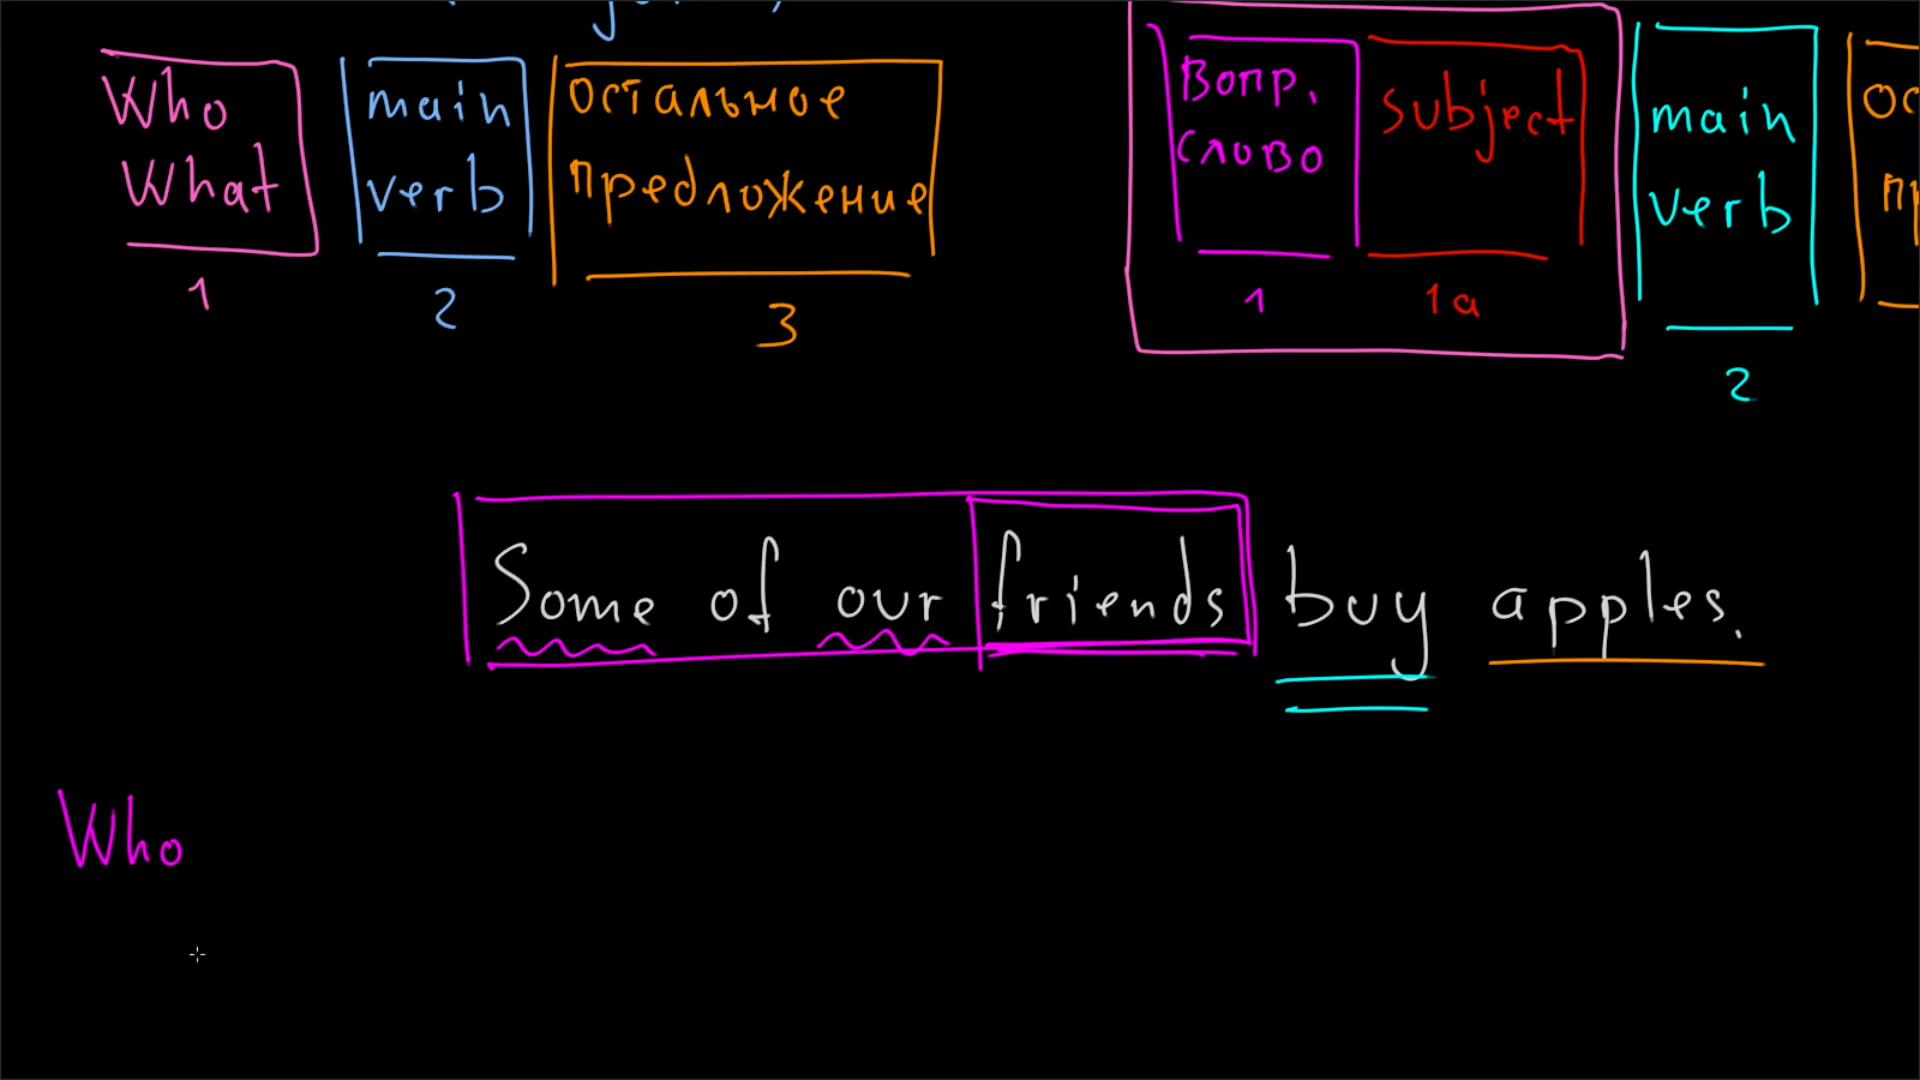 Who
What
1
main
verb
2
остальное
предложение
3
Вопр.
слово
1
subject
1a
main
verb
2
Some of our friends buy apples.
Who